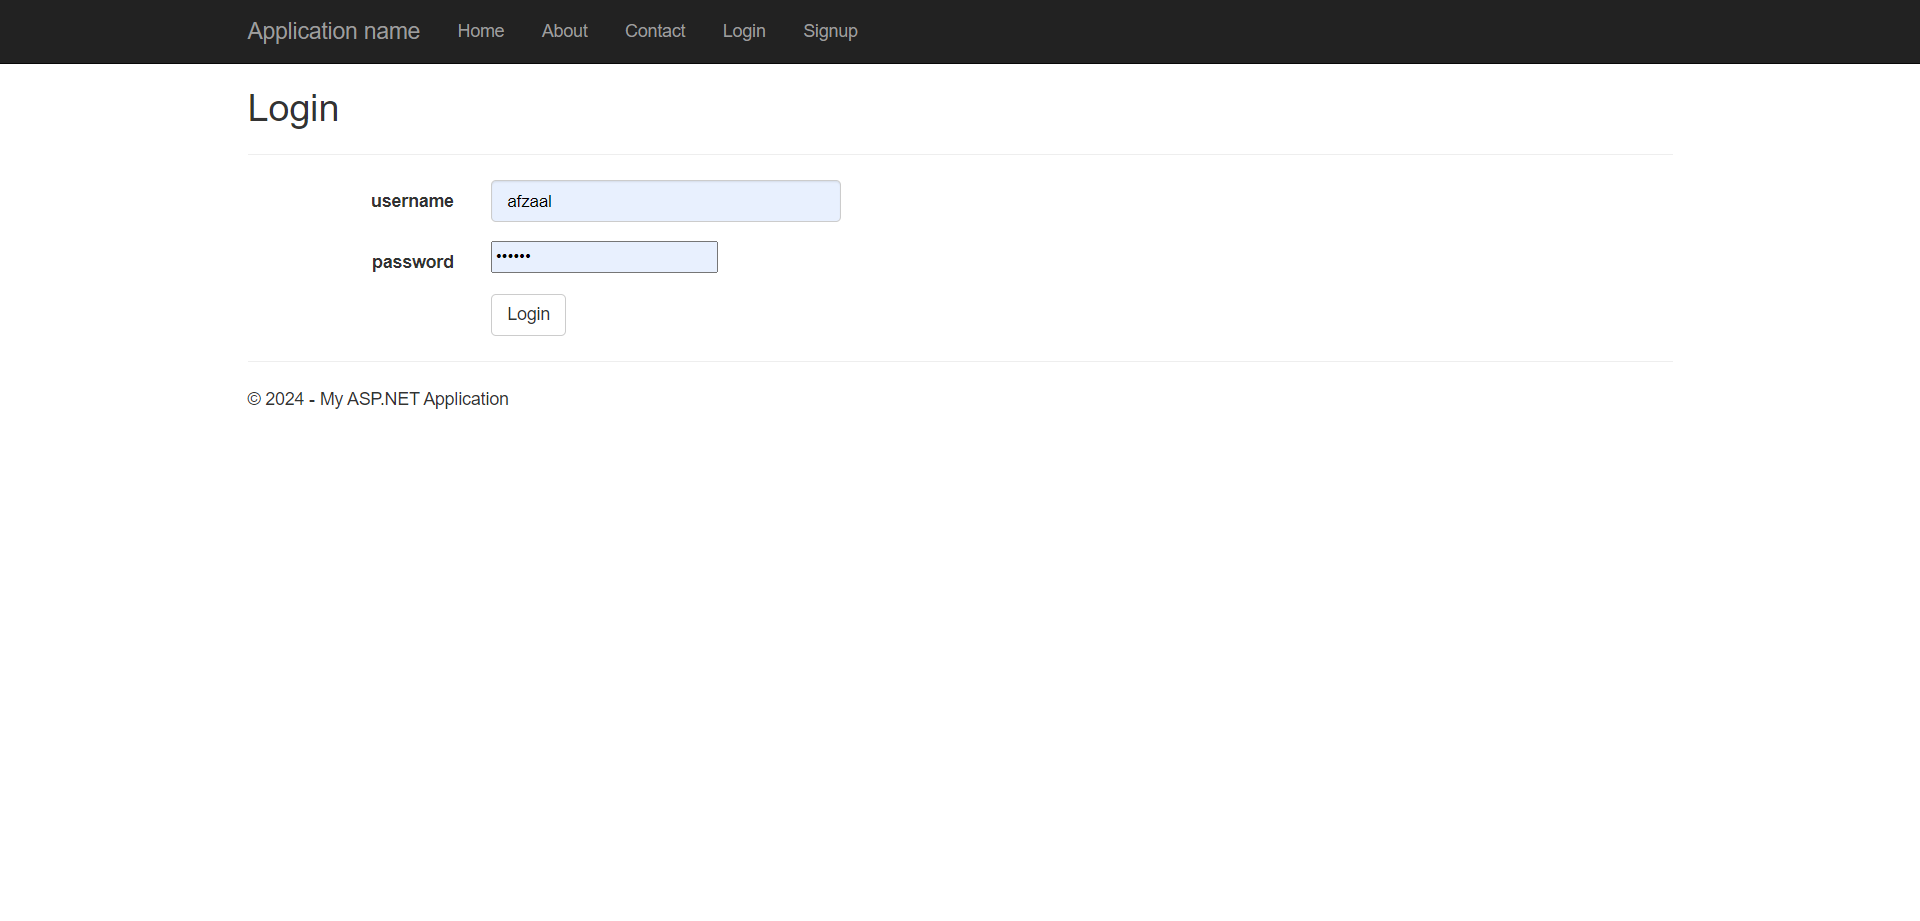 Application name Home About Contact Login Signup
Login
username afzaal
password ••••••
Login
© 2024 - My ASP.NET Application